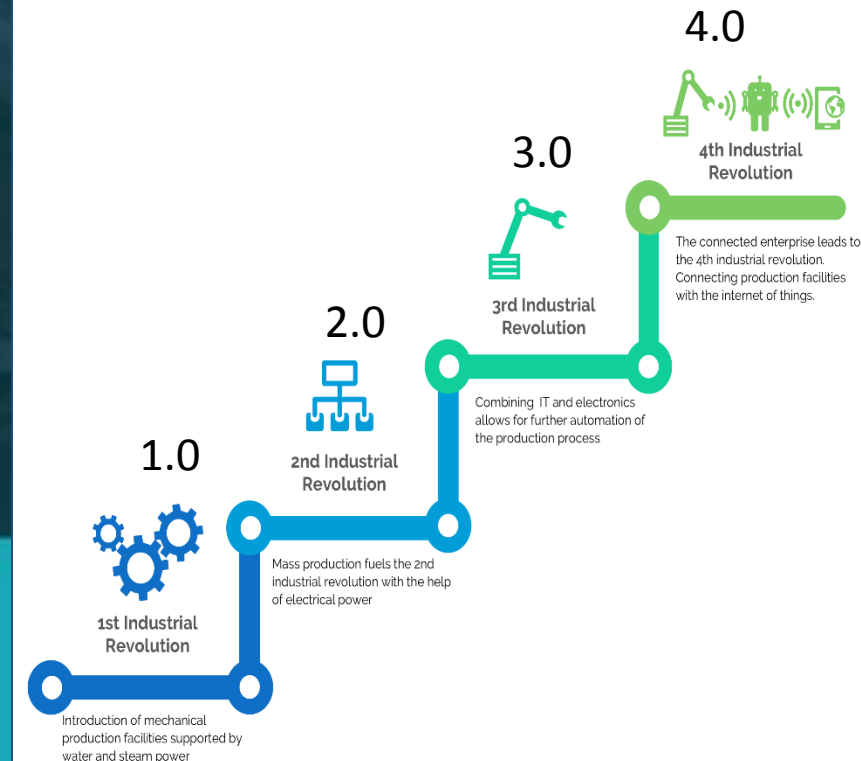 4.0
4th Industrial
Revolution
The connected enterprise leads to
the 4th industrial revolution.
Connecting production facilities
with the internet of things.
3.0
3rd Industrial
Revolution
Combining IT and electronics
allows for further automation of
the production process
2.0
2nd Industrial
Revolution
Mass production fuels the 2nd
industrial revolution with the help
of electrical power
1.0
1st Industrial
Revolution
Introduction of mechanical
production facilities supported by
water and steam power